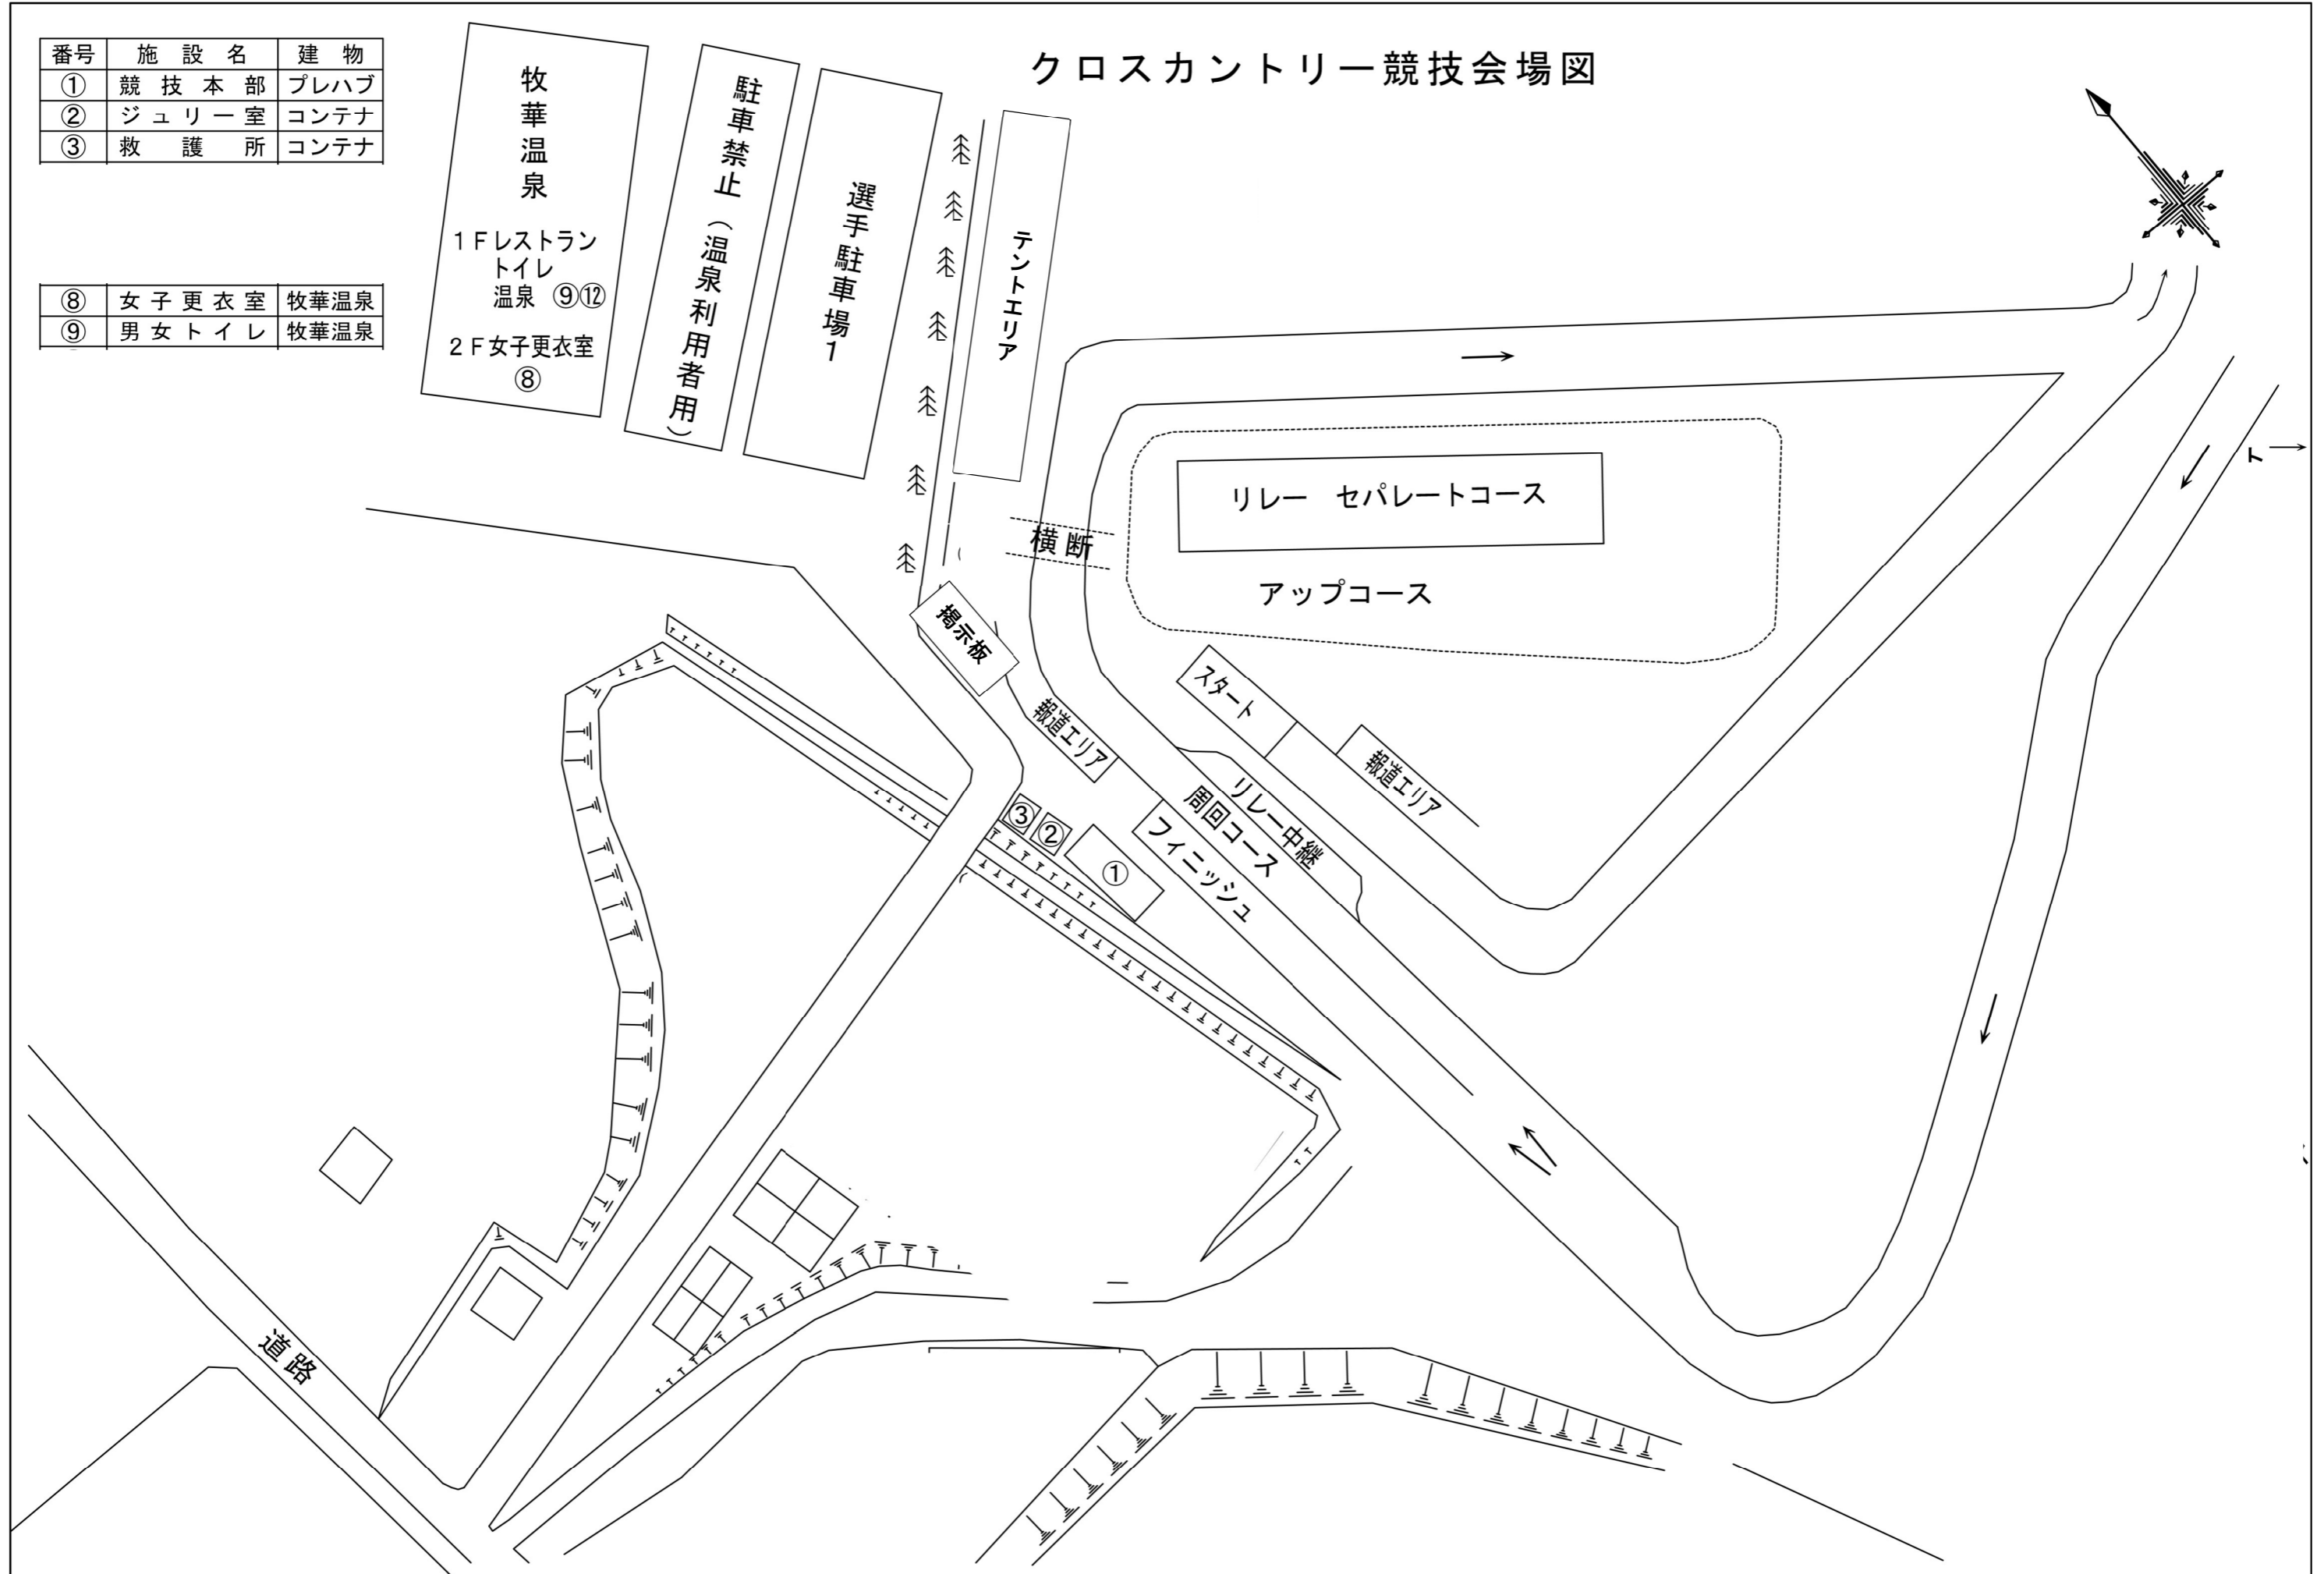 クロスカントリー競技会場図
番号 施設名 建物
① 競技本部 プレハブ
② ジュリー室 コンテナ
③ 救護所 コンテナ
⑧ 女子更衣室 牧華温泉
⑨ 男女トイレ 牧華温泉
牧華温泉
1Fレストラン
トイレ
温泉 ⑨⑫
2F女子更衣室
⑧
駐車禁止(温泉利用者用)
選手駐車場1
テントエリア
リレー セパレートコース
アップコース
横断
掲示板
報道エリア
スタート
報道エリア
リレー中継
周回コース
フィニッシュ
③
②
①
道路